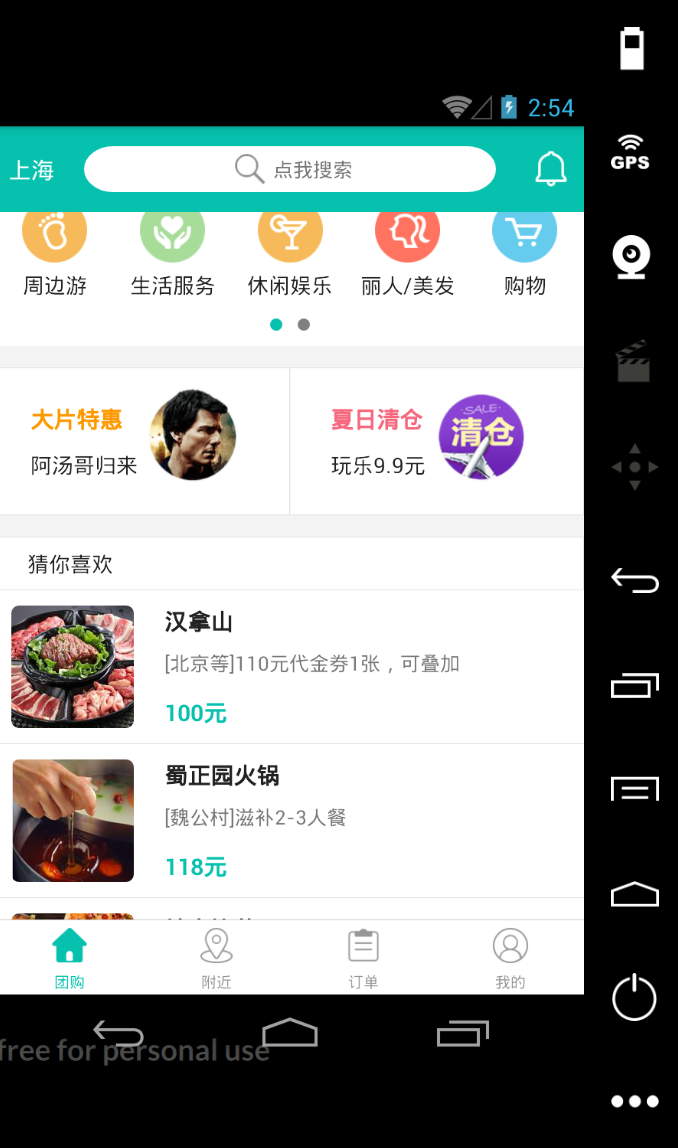 2:54
GPS
上海
点我搜索
周边游
生活服务
休闲娱乐
丽人/美发
购物
大片特惠
阿汤哥归来
夏日清仓
玩乐9.9元
SALE
清仓
猜你喜欢
汉拿山
[北京等]110元代金券1张，可叠加
100元
蜀正园火锅
[魏公村]滋补2-3人餐
118元
团购
附近
订单
我的
free for personal use